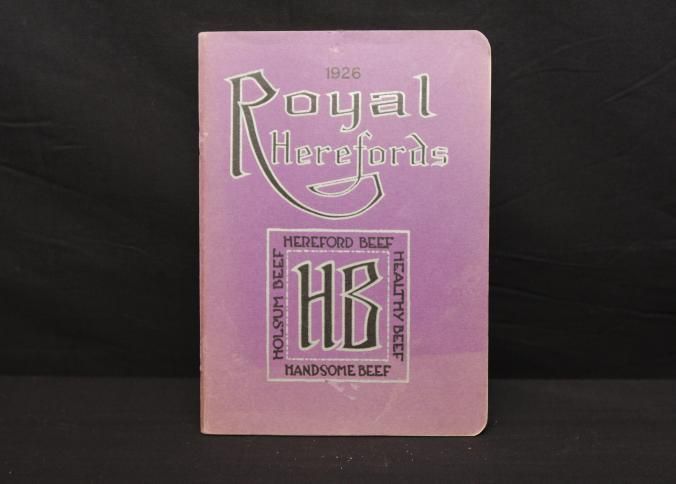 1926
Royal
Herefords
HEREFORD BEEF
HOLSUM BEEF
HB
HEALTHY BEEF
HANDSOME BEEF